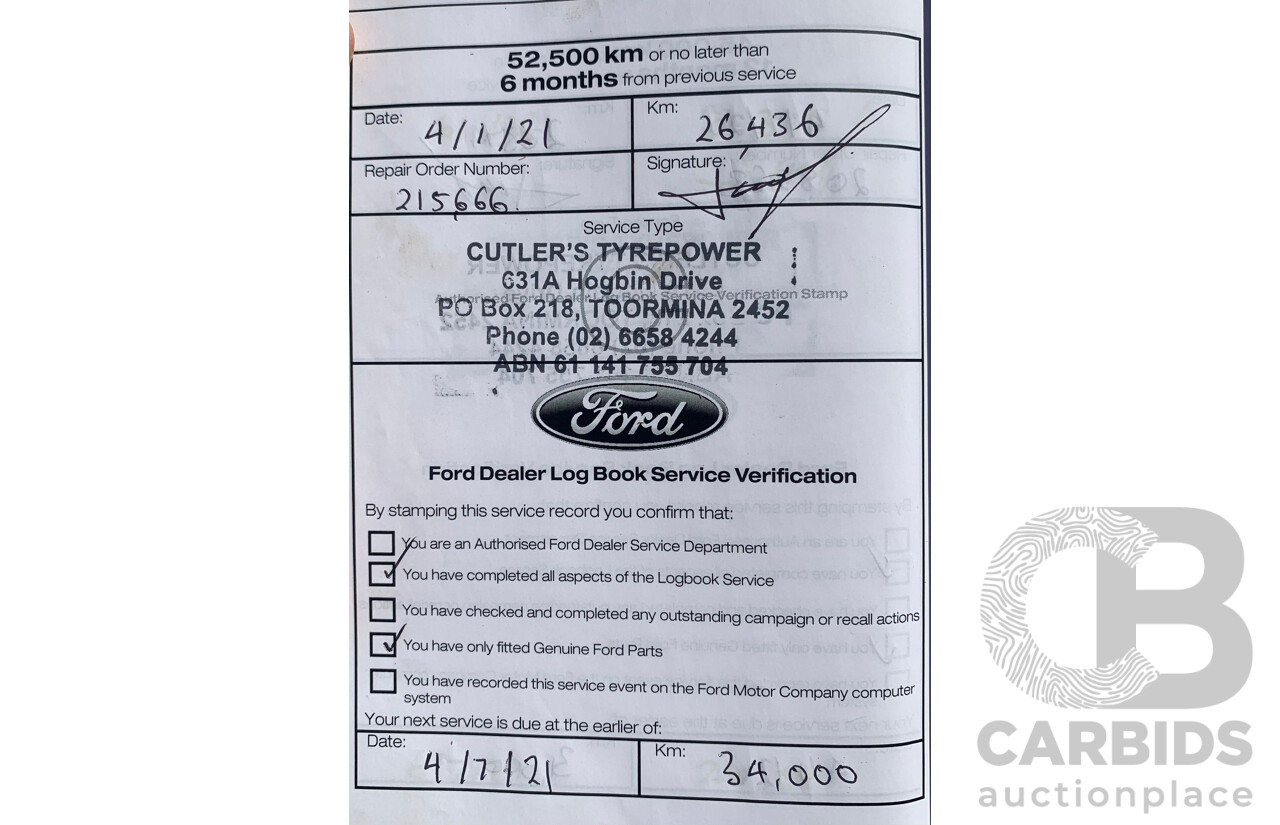 52,500 km or no later than
6 months from previous service
Date: 4/1/21
Km: 26436
Repair Order Number: 215666
Signature:
Service Type
CUTLER'S TYREPOWER
631A Hogbin Drive
Authorised Ford Dealer Log Book Service Verification Stamp
PO Box 218, TOORMINA 2452
Phone (02) 6658 4244
ABN 61 141 755 704
Ford
Ford Dealer Log Book Service Verification
By stamping this service record you confirm that:
You are an Authorised Ford Dealer Service Department
You have completed all aspects of the Logbook Service
You have checked and completed any outstanding campaign or recall actions
You have only fitted Genuine Ford Parts
You have recorded this service event on the Ford Motor Company computer
system
Your next service is due at the earlier of:
Date: 4/7/21
Km: 34,000
CB
CARBIDS
auctionplace